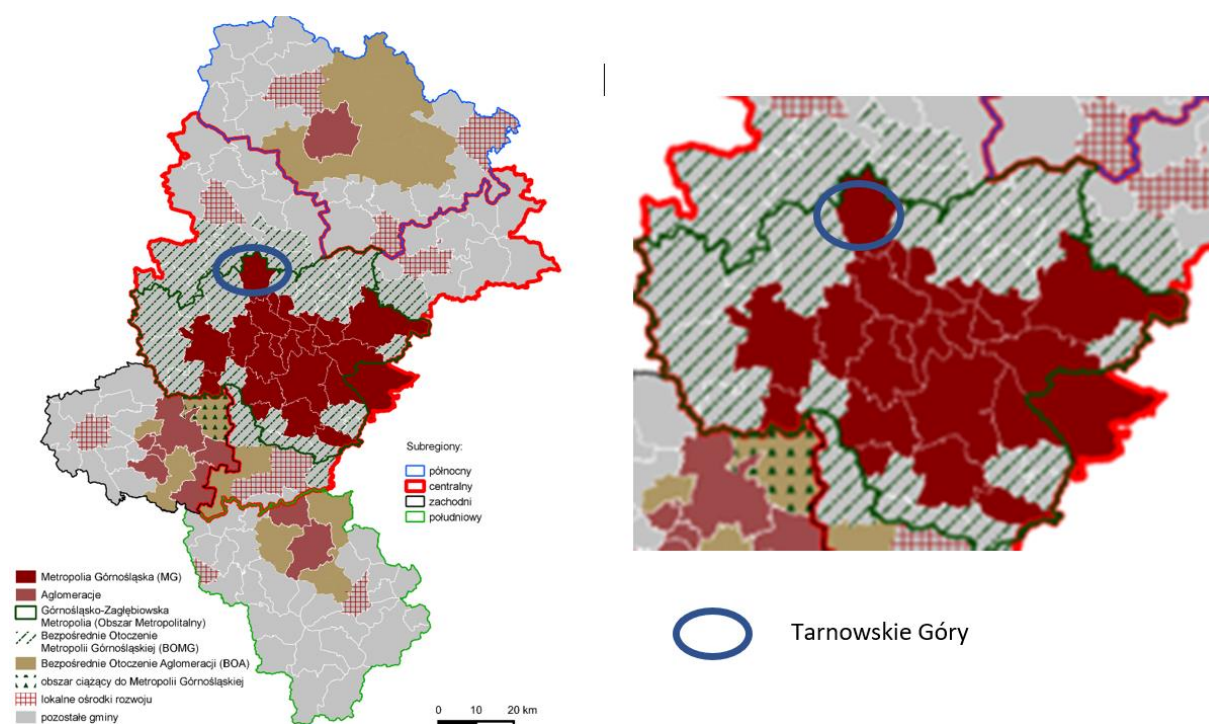 Subregiony:
północny
centralny
zachodni
południowy
Metropolia Górnośląska (MG)
Aglomeracje
Górnośląsko-Zagłębiowska
Metropolia (Obszar Metropolitalny)
Bezpośrednie Otoczenie
Metropolii Górnośląskiej (BOMG)
Bezpośrednie Otoczenie Aglomeracji (BOA)
obszar ciążący do Metropolii Górnośląskiej
lokalne ośrodki rozwoju
pozostałe gminy
0 10 20 km
Tarnowskie Góry